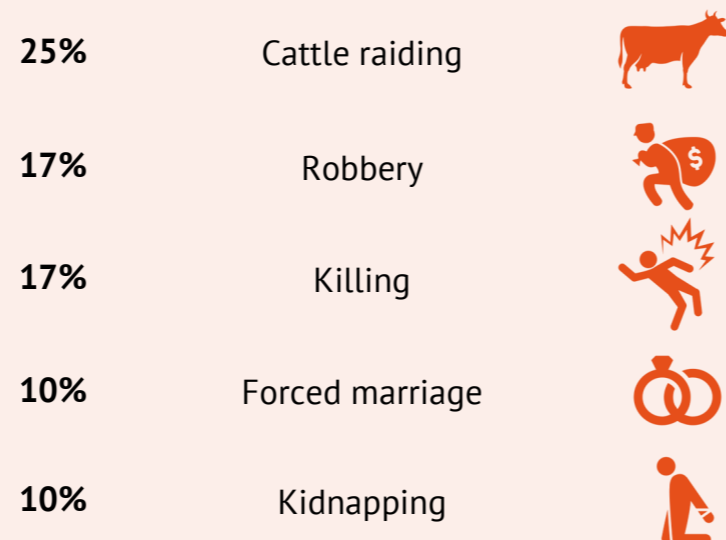 25% Cattle raiding
17% Robbery $
17% Killing
10% Forced marriage
10% Kidnapping